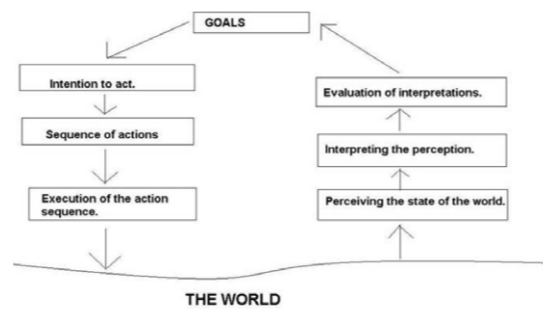 GOALS
Intention to act.
Sequence of actions
Execution of the action
sequence.
Evaluation of interpretations.
Interpreting the perception.
Perceiving the state of the world.
THE WORLD